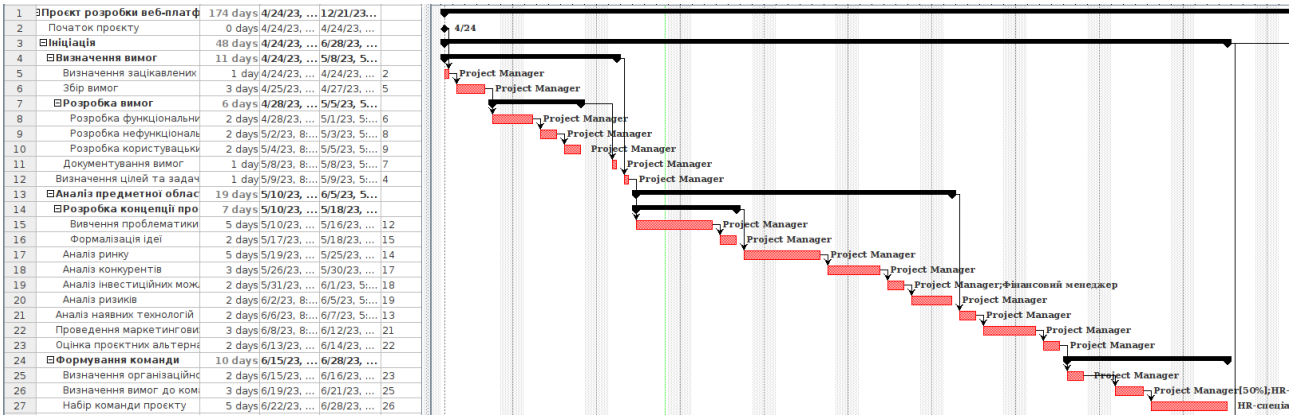 1 Проєкт розробки веб-платф 174 days 4/24/23, ... 12/21/23...
2 Початок проєкту 0 days 4/24/23, ... 4/24/23, ... 4/24
3 Ініціація 48 days 4/24/23, ... 6/28/23, ...
4 Визначення вимог 11 days 4/24/23, ... 5/8/23, 5...
5 Визначення зацікавлених 1 day 4/24/23, ... 4/24/23, ... 2 Project Manager
6 Збір вимог 3 days 4/25/23, ... 4/27/23, ... 5 Project Manager
7 Розробка вимог 6 days 4/28/23, ... 5/5/23, 5...
8 Розробка функціональни 2 days 4/28/23, ... 5/1/23, 5:... 6 Project Manager
9 Розробка нефункціональ 2 days 5/2/23, 8:... 5/3/23, 5:... 8 Project Manager
10 Розробка користувацьки 2 days 5/4/23, 8:... 5/5/23, 5:... 9 Project Manager
11 Документування вимог 1 day 5/8/23, 8:... 5/8/23, 5:... 7 Project Manager
12 Визначення цілей та задач 1 day 5/9/23, 8:... 5/9/23, 5:... 4 Project Manager
13 Аналіз предметної облас 19 days 5/10/23, ... 6/5/23, 5...
14 Розробка концепції про 7 days 5/10/23, ... 5/18/23, ...
15 Вивчення проблематики 5 days 5/10/23, ... 5/16/23, ... 12 Project Manager
16 Формалізація ідеї 2 days 5/17/23, ... 5/18/23, ... 15 Project Manager
17 Аналіз ринку 5 days 5/19/23, ... 5/25/23, ... 14 Project Manager
18 Аналіз конкурентів 3 days 5/26/23, ... 5/30/23, ... 17 Project Manager
19 Аналіз інвестиційних мож 2 days 5/31/23, ... 6/1/23, 5:... 18 Project Manager;Фінансовий менеджер
20 Аналіз ризиків 2 days 6/2/23, 8:... 6/5/23, 5:... 19 Project Manager
21 Аналіз наявних технологій 2 days 6/6/23, 8:... 6/7/23, 5:... 13 Project Manager
22 Проведення маркетингови 3 days 6/8/23, 8:... 6/12/23, ... 21 Project Manager
23 Оцінка проєктних альтерна 2 days 6/13/23, ... 6/14/23, ... 22 Project Manager
24 Формування команди 10 days 6/15/23, ... 6/28/23, ...
25 Визначення організаційно 2 days 6/15/23, ... 6/16/23, ... 23 Project Manager
26 Визначення вимог до ком 3 days 6/19/23, ... 6/21/23, ... 25 Project Manager[50%];HR-
27 Набір команди проєкту 5 days 6/22/23, ... 6/28/23, ... 26 HR-спеціа